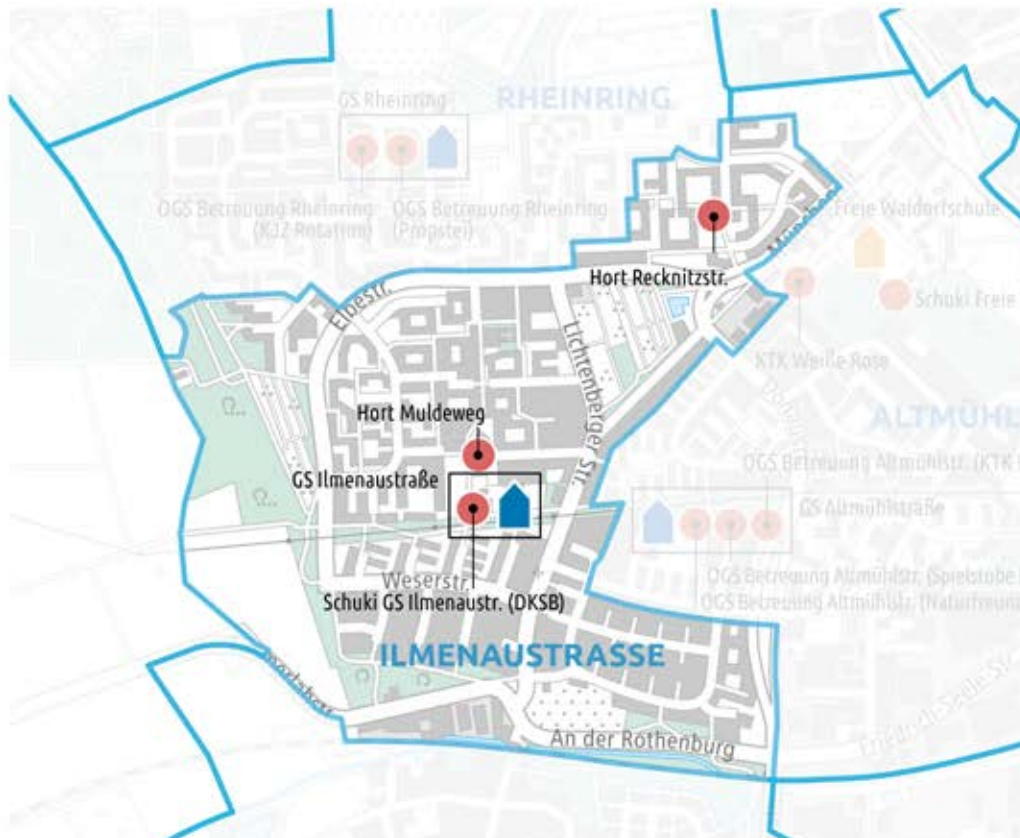 GS Rheinring
RHEINRING
OGS Betreuung Rheinring
(KJZ Rotation)
OGS Betreuung Rheinring
(Propstei)
Freie Waldorfschule
Hort Recknitzstr.
Schuki Freie
Elbestr.
Lichtenberger Str.
KTK Weiße Rose
Hort Muldeweg
ALTMÜHL
OGS Betreuung Altmühlstr. (KTK
GS Ilmenaustraße
GS Altmühlstraße
Weserstr.
Schuki GS Ilmenaustr. (DKSB)
OGS Betreuung Altmühlstr. (Spielstube
OGS Betreuung Altmühlstr. (Naturfreund
ILMENAUSTRASSE
An der Rothenburg